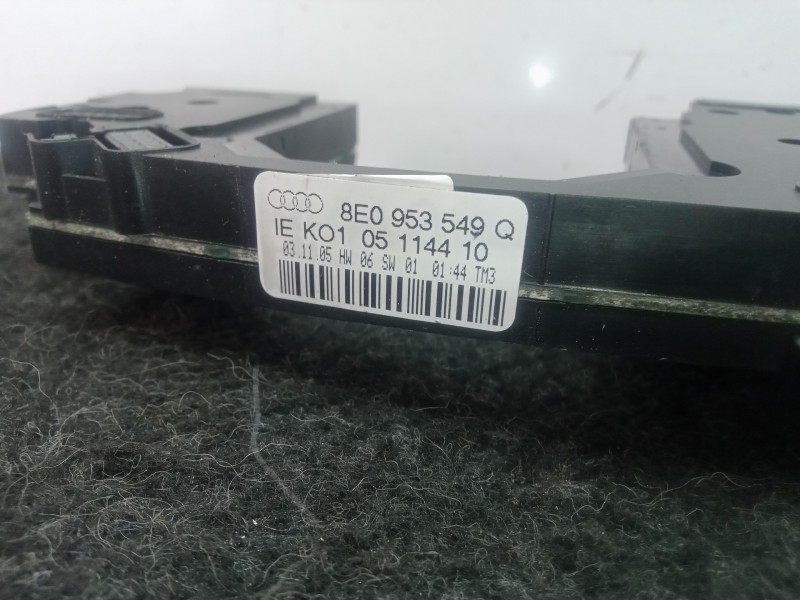 8E0 953 549 Q
IE KO1 05 1144 10
03.11.05 HW 06 SW 01 01:44 TM3